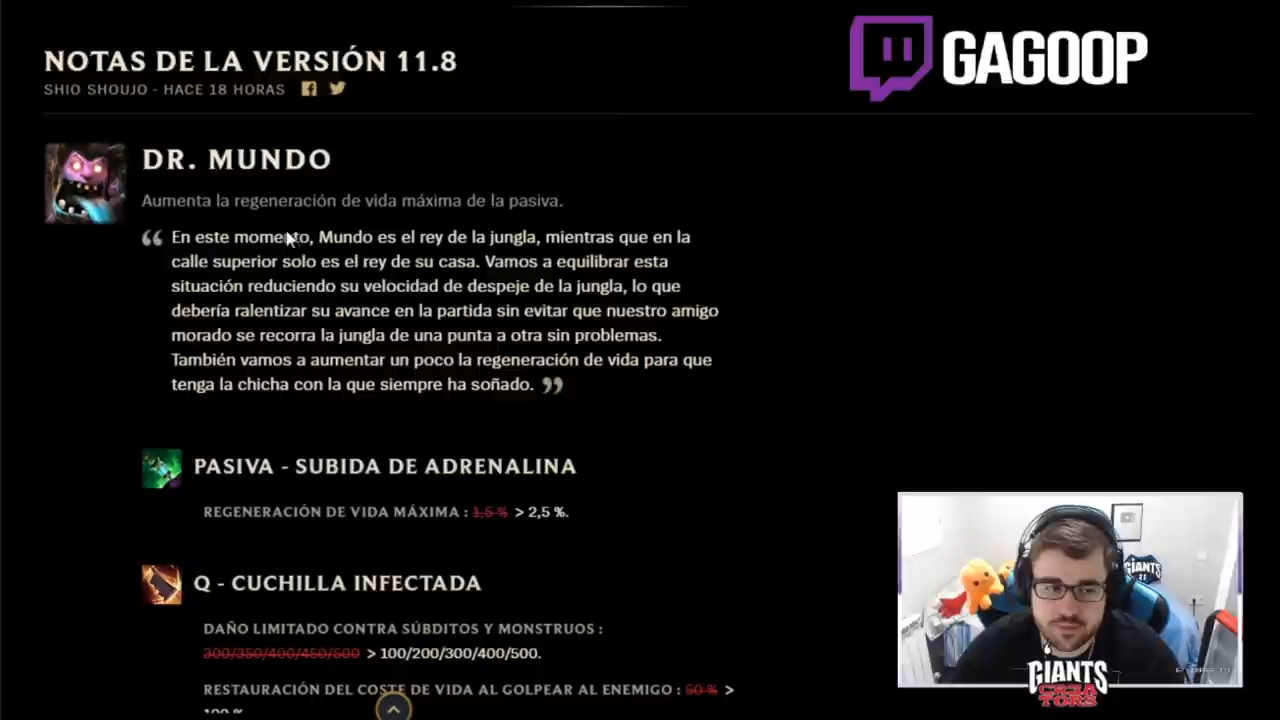 NOTAS DE LA VERSIÓN 11.8
GAGOOP
SHIO SHOUJO - HACE 18 HORAS
DR. MUNDO
Aumenta la regeneración de vida máxima de la pasiva.
“ En este momento, Mundo es el rey de la jungla, mientras que en la
calle superior solo es el rey de su casa. Vamos a equilibrar esta
situación reduciendo su velocidad de despeje de la jungla, lo que
debería ralentizar su avance en la partida sin evitar que nuestro amigo
morado se recorra la jungla de una punta a otra sin problemas.
También vamos a aumentar un poco la regeneración de vida para que
tenga la chicha con la que siempre ha soñado. ”
PASIVA - SUBIDA DE ADRENALINA
REGENERACIÓN DE VIDA MÁXIMA : 1,5 % > 2,5 %.
Q - CUCHILLA INFECTADA
DAÑO LIMITADO CONTRA SÚBDITOS Y MONSTRUOS :
300/350/400/450/500 > 100/200/300/400/500.
RESTAURACIÓN DEL COSTE DE VIDA AL GOLPEAR AL ENEMIGO : 50 % >
100 %
GIANTS
GIANTS
CR3A
TORS